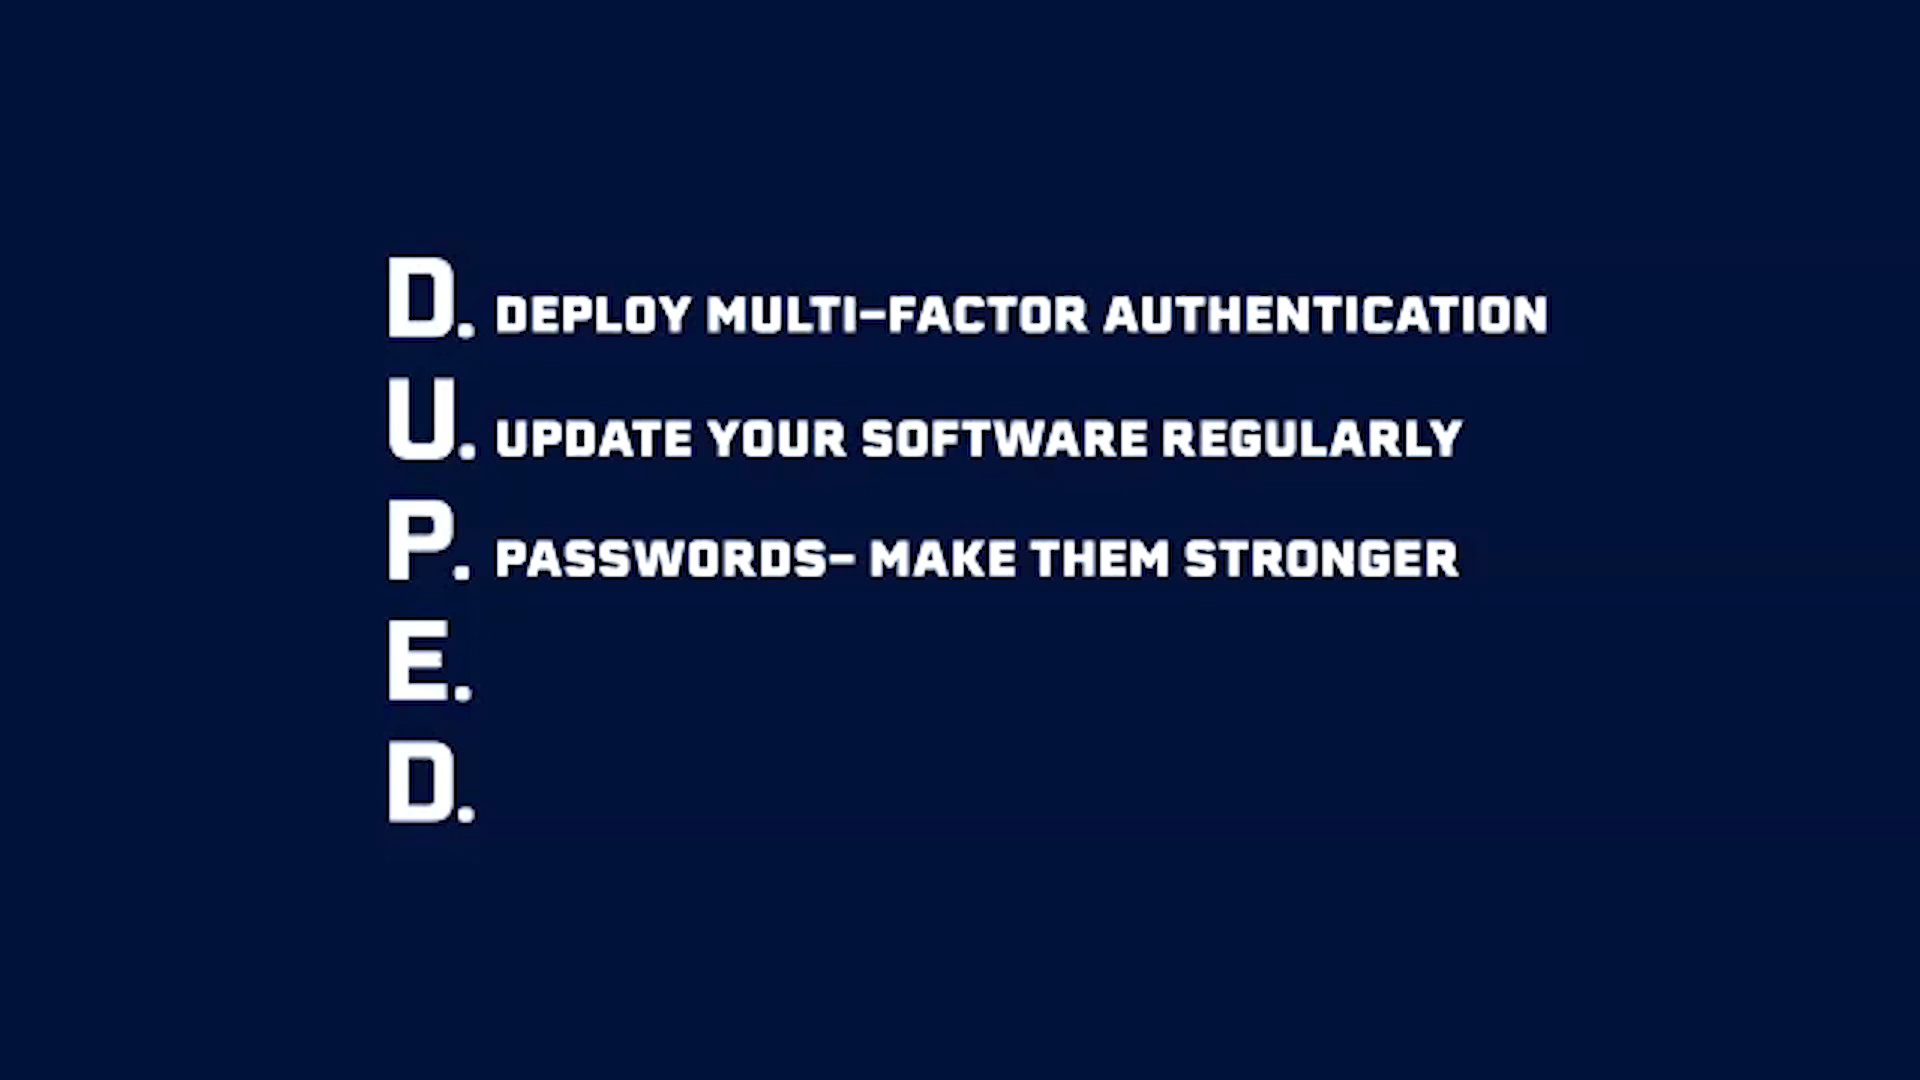 D. DEPLOY MULTI-FACTOR AUTHENTICATION
U. UPDATE YOUR SOFTWARE REGULARLY
P. PASSWORDS- MAKE THEM STRONGER
E.
D.